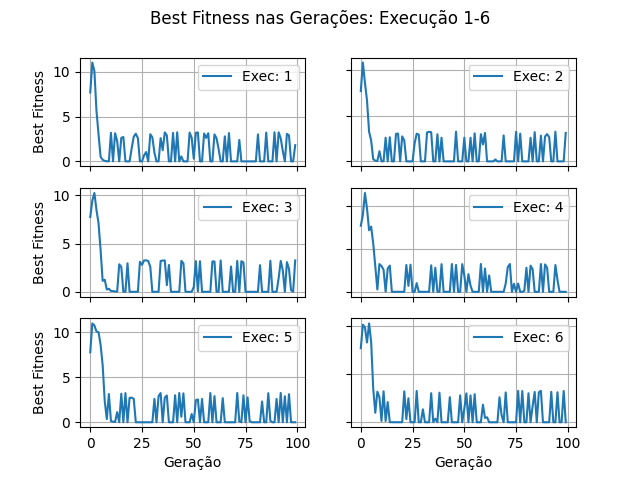 Best Fitness nas Gerações: Execução 1-6
Best Fitness
10
5
0
Exec: 1
Exec: 2
Best Fitness
10
5
0
Exec: 3
Exec: 4
Best Fitness
10
5
0
Exec: 5
Exec: 6
0 25 50 75 100
0 25 50 75 100
Geração
Geração